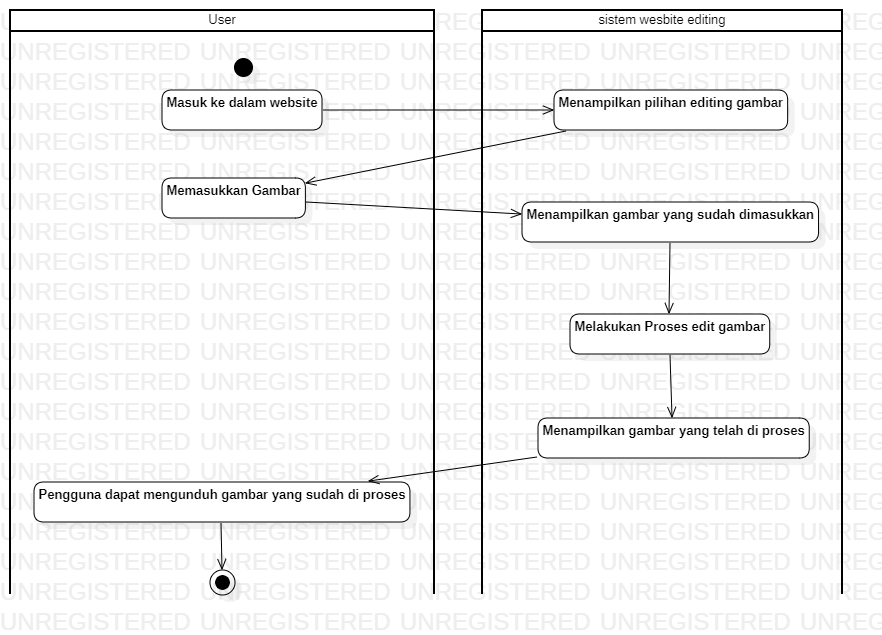 User
sistem wesbite editing
Masuk ke dalam website
Menampilkan pilihan editing gambar
Memasukkan Gambar
Menampilkan gambar yang sudah dimasukkan
Melakukan Proses edit gambar
Menampilkan gambar yang telah di proses
Pengguna dapat mengunduh gambar yang sudah di proses
UNREGISTERED UNREGISTERED UNREGISTERED UNREGISTERED UNREGISTERED